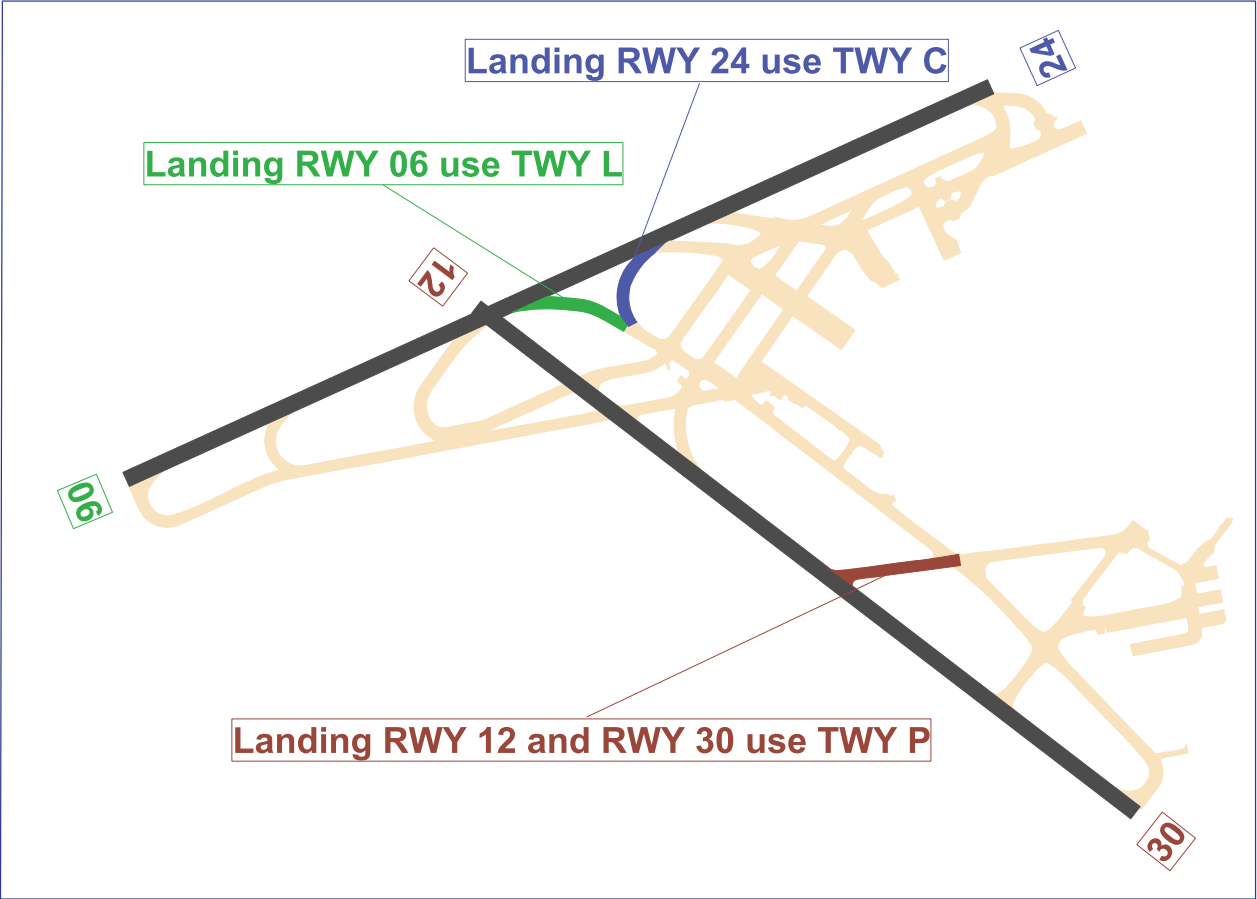 24
Landing RWY 24 use TWY C
Landing RWY 06 use TWY L
12
06
Landing RWY 12 and RWY 30 use TWY P
30